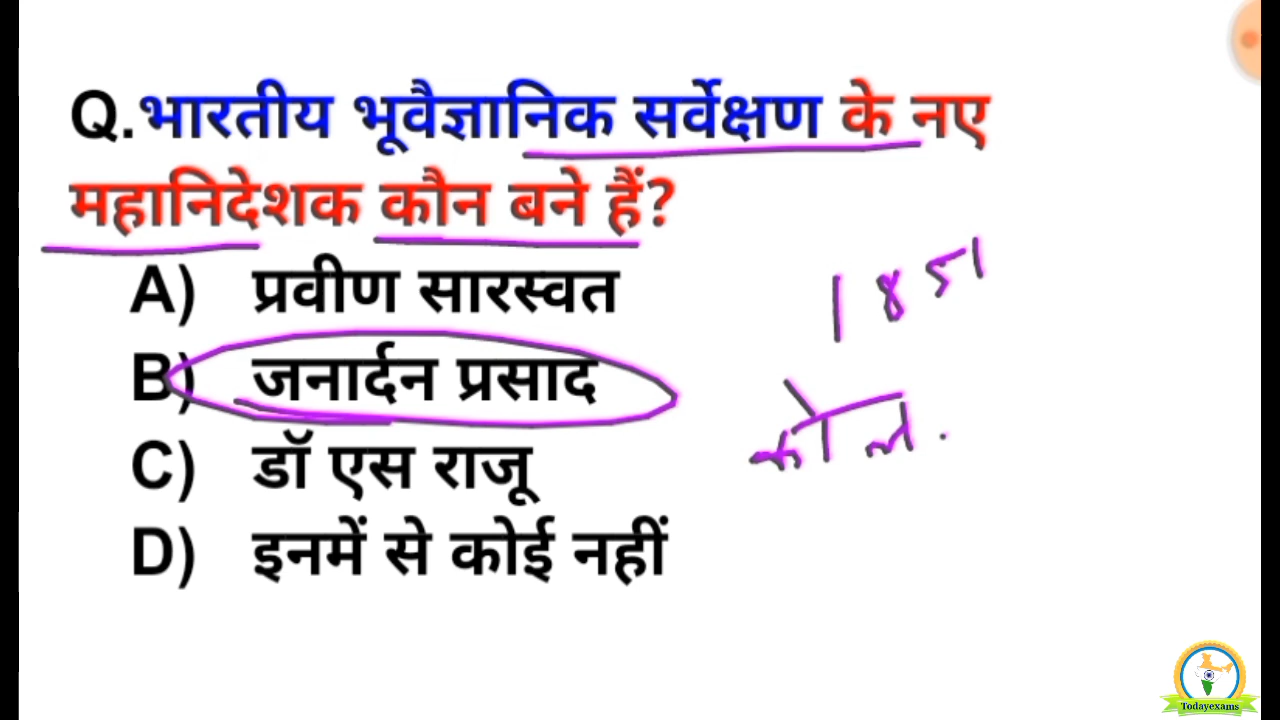 Q.भारतीय भूवैज्ञानिक सर्वेक्षण के नए
महानिदेशक कौन बने हैं?
A) प्रवीण सारस्वत
1851
B) जनार्दन प्रसाद
कोल.
C) डॉ एस राजू
D) इनमें से कोई नहीं
Todayexams